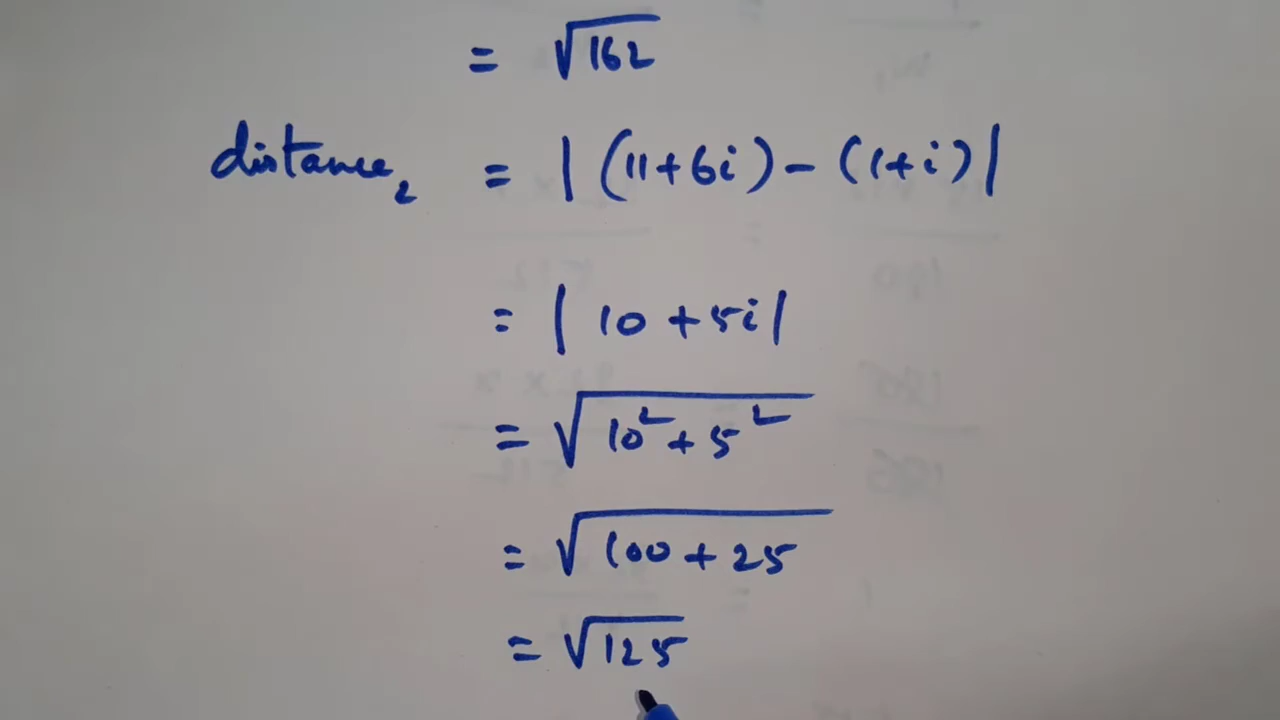 = √162
distance₂ = | (11+6i) - (1+i) |
= | 10 + 5i |
= √10² + 5²
= √100 + 25
= √125